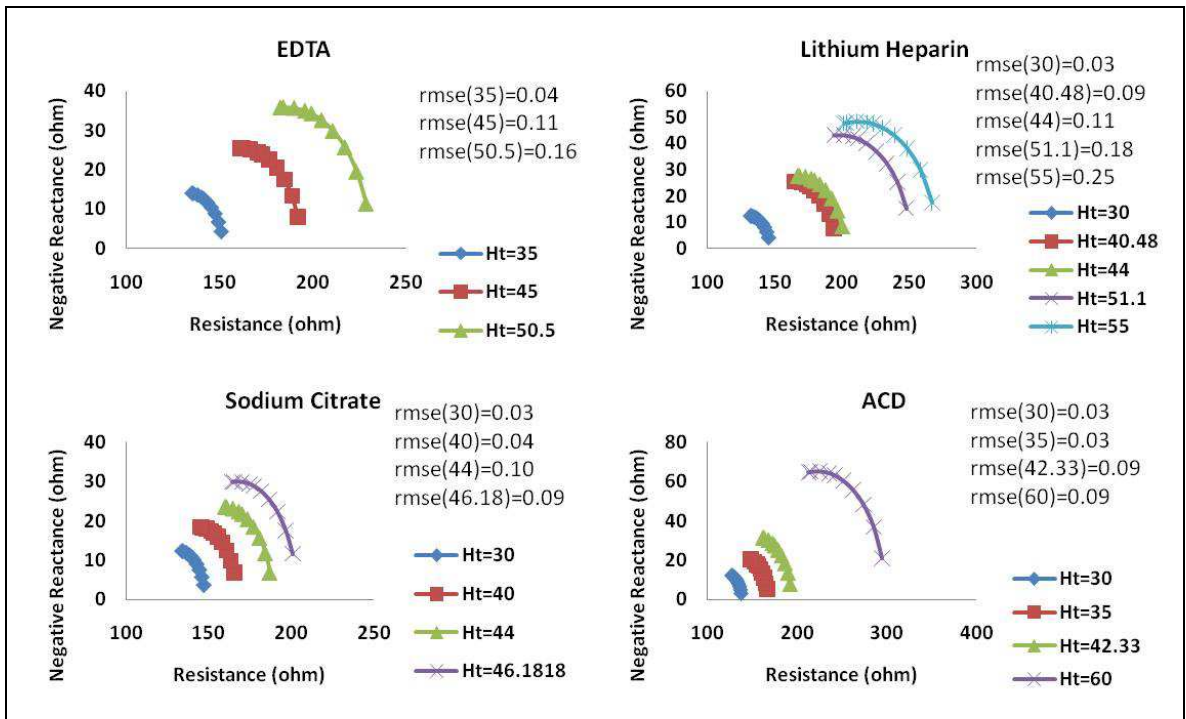 EDTA
rmse(35)=0.04
rmse(45)=0.11
rmse(50.5)=0.16
Negative Reactance (ohm)
40
30
20
10
0
100 150 200 250
Resistance (ohm)
Ht=35
Ht=45
Ht=50.5
Lithium Heparin
rmse(30)=0.03
rmse(40.48)=0.09
rmse(44)=0.11
rmse(51.1)=0.18
rmse(55)=0.25
Negative Reactance (ohm)
60
50
40
30
20
10
0
100 150 200 250 300
Resistance (ohm)
Ht=30
Ht=40.48
Ht=44
Ht=51.1
Ht=55
Sodium Citrate
rmse(30)=0.03
rmse(40)=0.04
rmse(44)=0.10
rmse(46.18)=0.09
Negative Reactance (ohm)
40
30
20
10
0
100 150 200 250
Resistance (ohm)
Ht=30
Ht=40
Ht=44
Ht=46.1818
ACD
rmse(30)=0.03
rmse(35)=0.03
rmse(42.33)=0.09
rmse(60)=0.09
Negative Reactance (ohm)
80
60
40
20
0
100 200 300 400
Resistance (ohm)
Ht=30
Ht=35
Ht=42.33
Ht=60